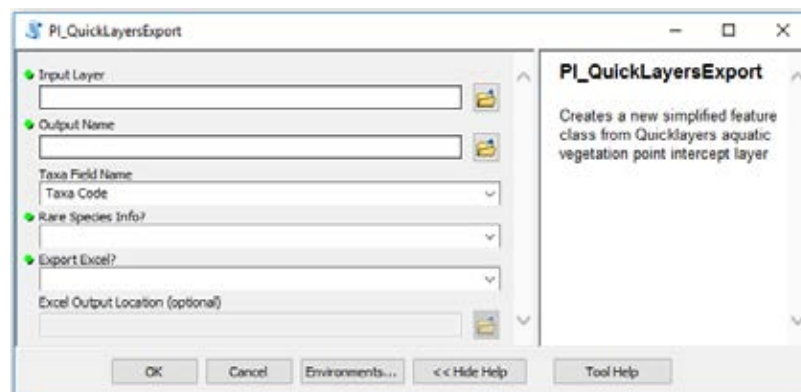 PI_QuickLayersExport
Input Layer
Output Name
Taxa Field Name
Taxa Code
Rare Species Info?
Export Excel?
Excel Output Location (optional)
OK
Cancel
Environments...
<< Hide Help
PI_QuickLayersExport
Creates a new simplified feature
class from Quicklayers aquatic
vegetation point intercept layer
Tool Help